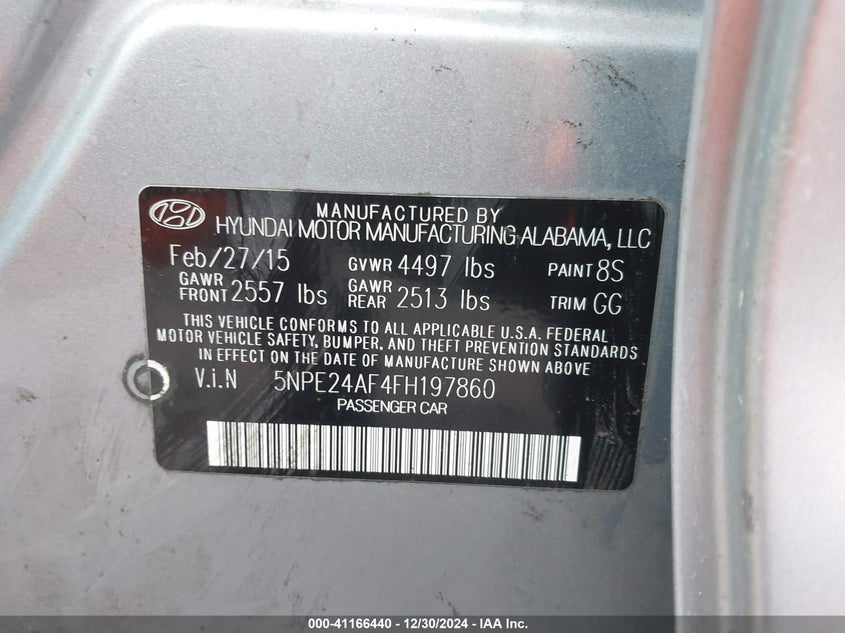 MANUFACTURED BY
HYUNDAI MOTOR MANUFACTURING ALABAMA, LLC
Feb/27/15 GVWR 4497 lbs PAINT 8S
GAWR FRONT 2557 lbs GAWR REAR 2513 lbs TRIM GG
THIS VEHICLE CONFORMS TO ALL APPLICABLE U.S.A. FEDERAL
MOTOR VEHICLE SAFETY, BUMPER, AND THEFT PREVENTION STANDARDS
IN EFFECT ON THE DATE OF MANUFACTURE SHOWN ABOVE
V.i.N 5NPE24AF4FH197860
PASSENGER CAR
000-41166440 - 12/30/2024 - IAA Inc.